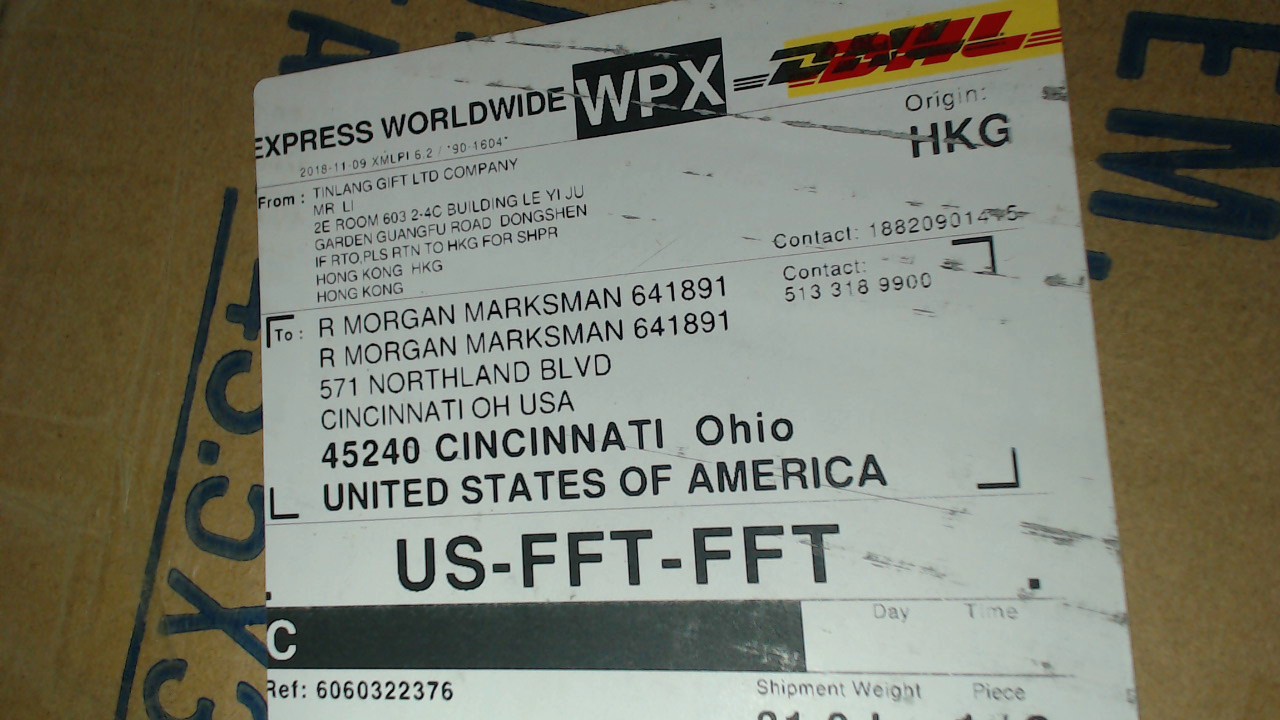 EXPRESS WORLDWIDE WPX DHL
2018-11-09 XMLPI 6.2 / *90-1604*
Origin:
HKG
From : TINLANG GIFT LTD COMPANY
MR LI
2E ROOM 603 2-4C BUILDING LE YI JU
GARDEN GUANGFU ROAD DONGSHEN
IF RTO,PLS RTN TO HKG FOR SHPR
HONG KONG HKG
HONG KONG
Contact:
To : R MORGAN MARKSMAN 641891
R MORGAN MARKSMAN 641891
571 NORTHLAND BLVD
CINCINNATI OH USA
45240 CINCINNATI Ohio
UNITED STATES OF AMERICA
Contact:
513 318 9900
US-FFT-FFT
C
Day Time
Ref: 6060322376
Shipment Weight Piece